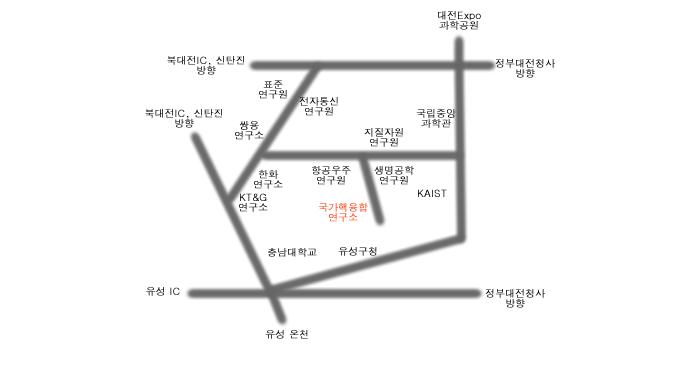 대전Expo
과학공원
북대전IC, 신탄진
방향
정부대전청사
방향
표준
연구원
전자통신
연구원
북대전IC, 신탄진
방향
국립중앙
과학관
쌍용
연구소
지질자원
연구원
한화
연구소
항공우주
연구원
생명공학
연구원
KAIST
KT&G
연구소
국가핵융합
연구소
충남대학교
유성구청
유성 IC
정부대전청사
방향
유성 온천